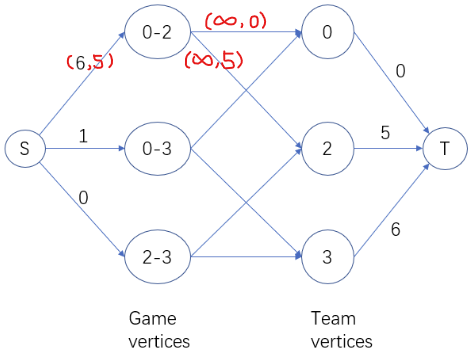 (∞,0)
0-2
0
(6,5)
(∞,5)
0
1
5
S
0-3
2
T
0
6
2-3
3
Game
vertices
Team
vertices